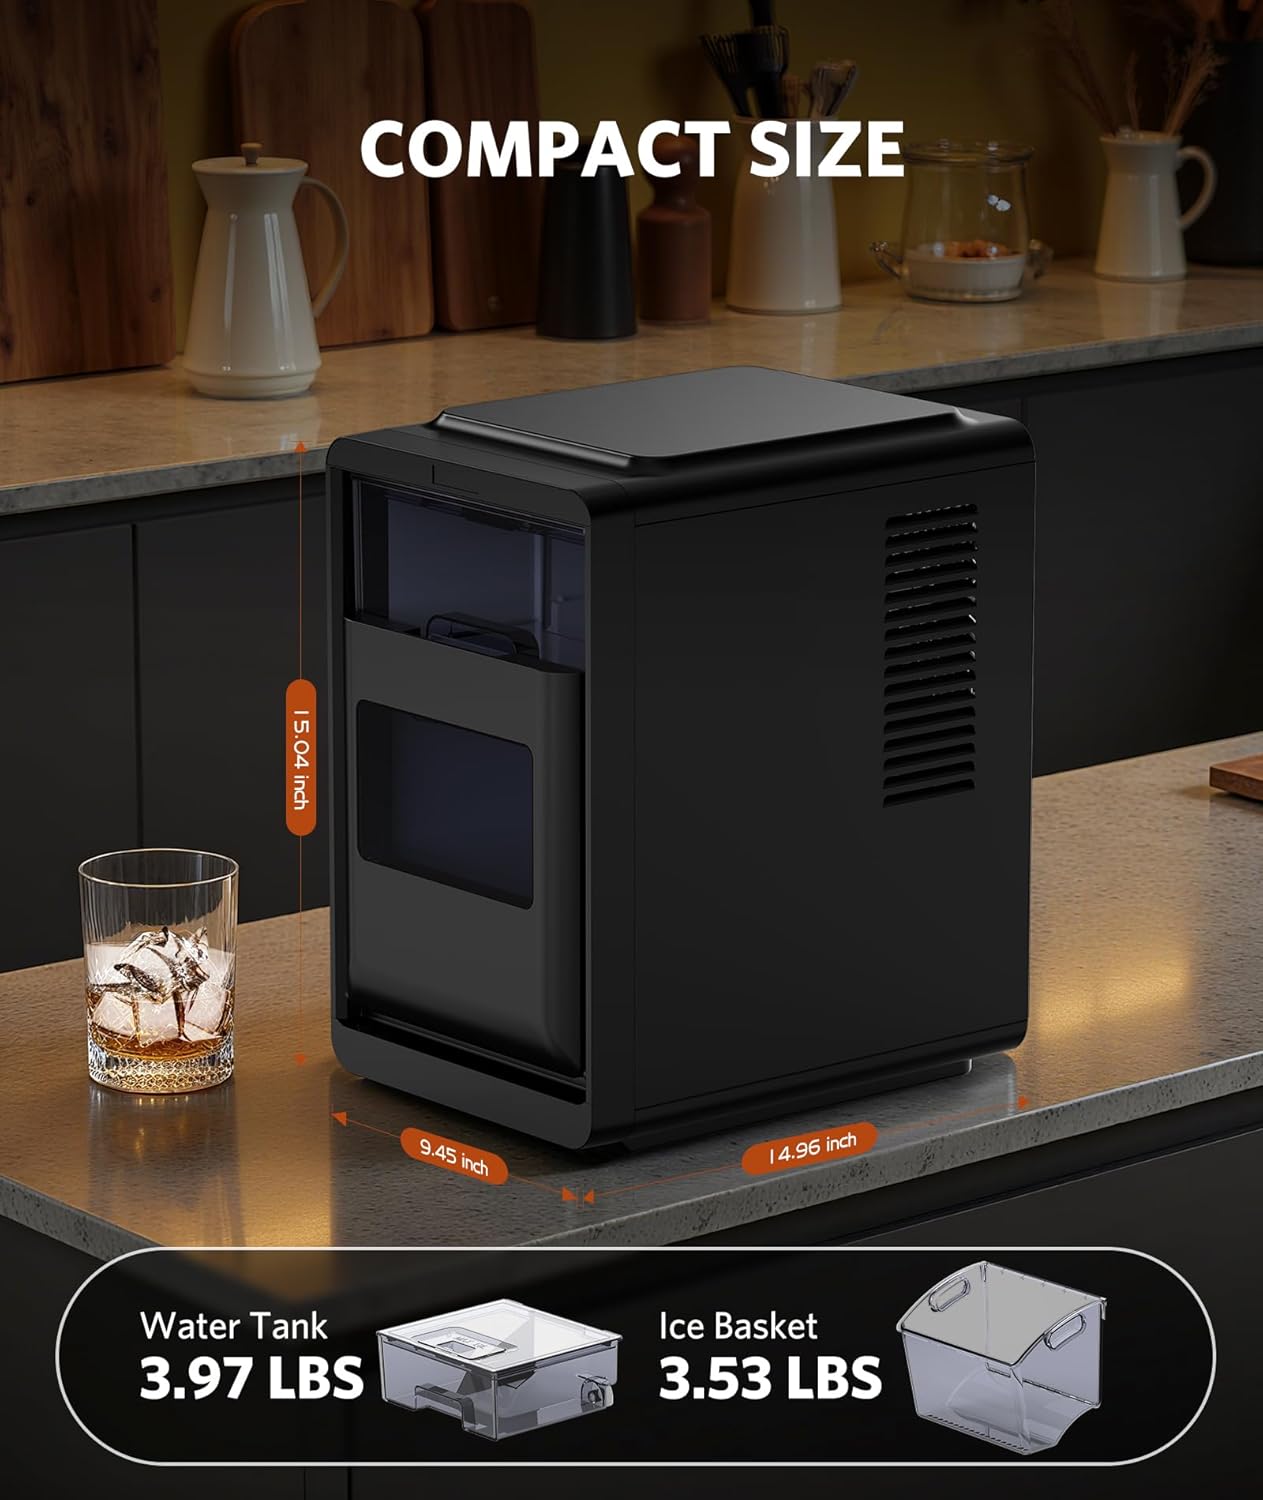 COMPACT SIZE
15.04 inch
9.45 inch
14.96 inch
Water Tank
3.97 LBS
Ice Basket
3.53 LBS